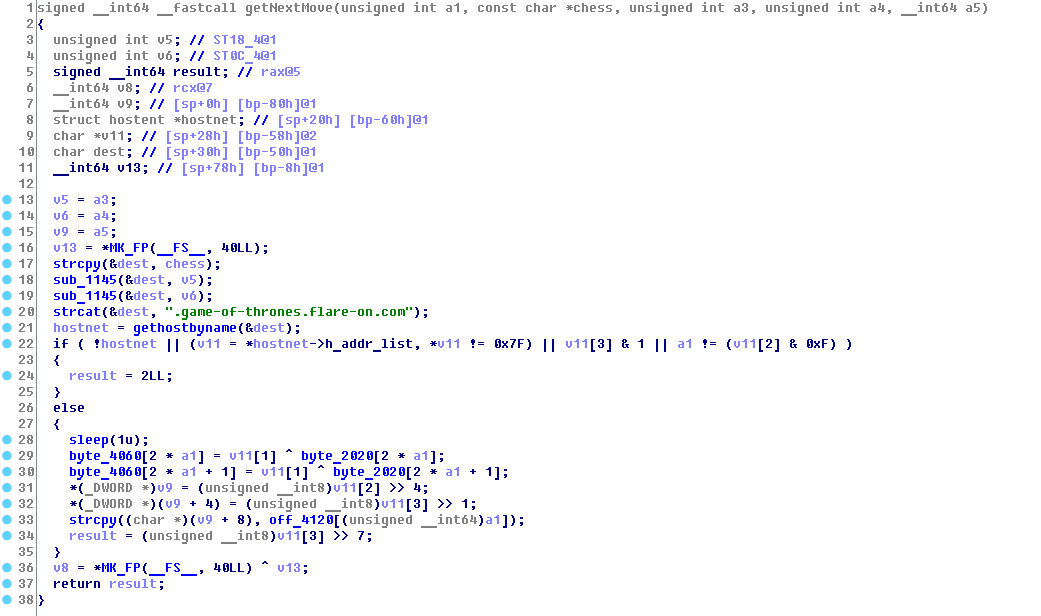 1 signed __int64 __fastcall getNextMove(unsigned int a1, const char *chess, unsigned int a3, unsigned int a4, __int64 a5)
2 {
3   unsigned int v5; // ST18_4@1
4   unsigned int v6; // ST0C_4@1
5   signed __int64 result; // rax@5
6   __int64 v8; // rcx@7
7   __int64 v9; // [sp+0h] [bp-80h]@1
8   struct hostent *hostnet; // [sp+20h] [bp-60h]@1
9   char *v11; // [sp+28h] [bp-58h]@2
10   char dest; // [sp+30h] [bp-50h]@1
11   __int64 v13; // [sp+78h] [bp-8h]@1
12
13   v5 = a3;
14   v6 = a4;
15   v9 = a5;
16   v13 = *MK_FP(__FS__, 40LL);
17   strcpy(&dest, chess);
18   sub_1145(&dest, v5);
19   sub_1145(&dest, v6);
20   strcat(&dest, ".game-of-thrones.flare-on.com");
21   hostnet = gethostbyname(&dest);
22   if ( !hostnet || (v11 = *hostnet->h_addr_list, *v11 != 0x7F) || v11[3] & 1 || a1 != (v11[2] & 0xF) )
23   {
24     result = 2LL;
25   }
26   else
27   {
28     sleep(1u);
29     byte_4060[2 * a1] = v11[1] ^ byte_2020[2 * a1];
30     byte_4060[2 * a1 + 1] = v11[1] ^ byte_2020[2 * a1 + 1];
31     *(_DWORD *)v9 = (unsigned __int8)v11[2] >> 4;
32     *(_DWORD *)(v9 + 4) = (unsigned __int8)v11[3] >> 1;
33     strcpy((char *)(v9 + 8), off_4120[(unsigned __int64)a1]);
34     result = (unsigned __int8)v11[3] >> 7;
35   }
36   v8 = *MK_FP(__FS__, 40LL) ^ v13;
37   return result;
38 }